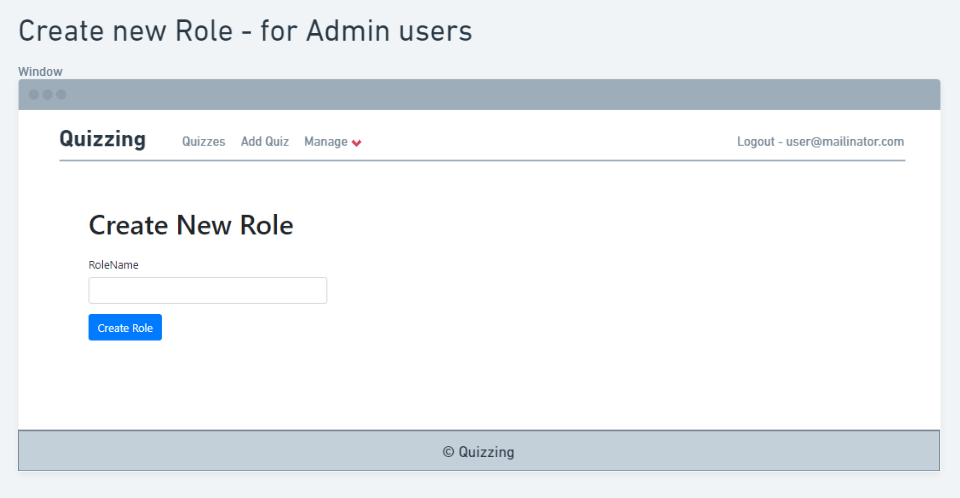 Create new Role - for Admin users
Window
Quizzing Quizzes Add Quiz Manage Logout - user@mailinator.com
Create New Role
RoleName
Create Role
© Quizzing